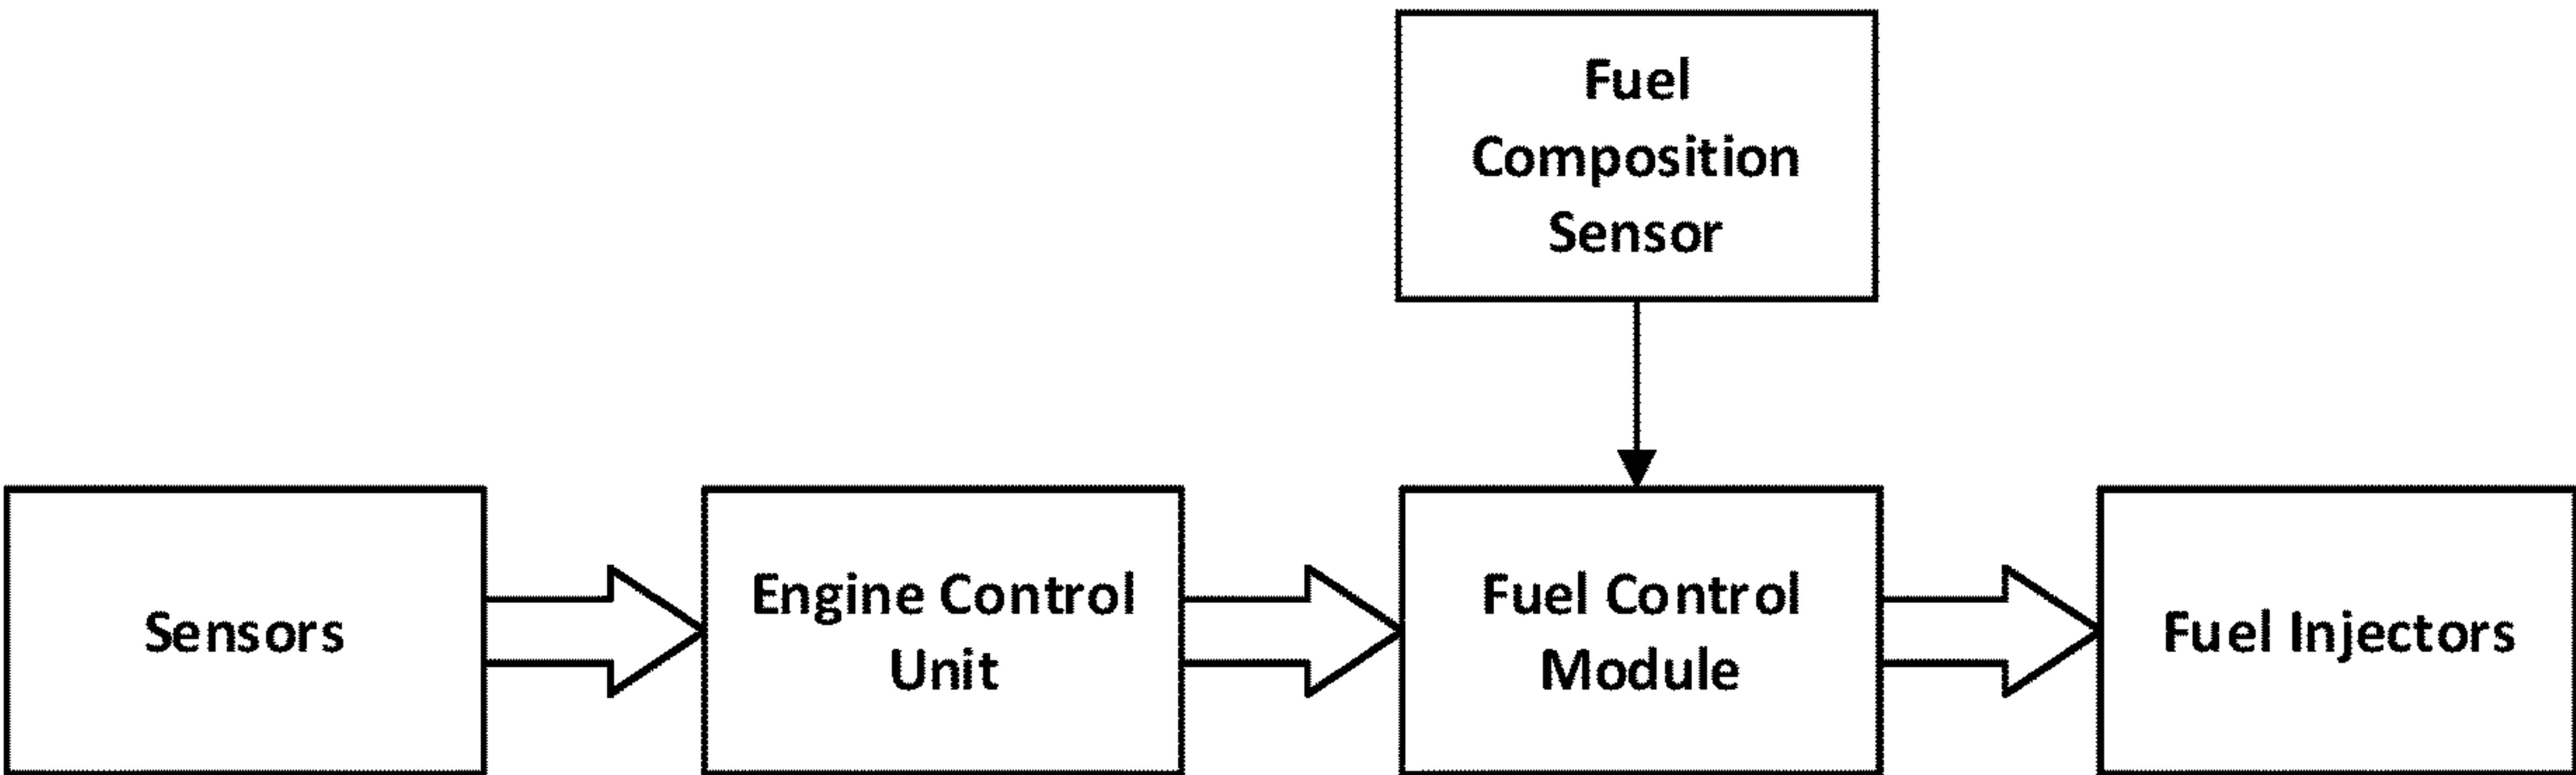 Fuel
Composition
Sensor
Sensors
Engine Control
Unit
Fuel Control
Module
Fuel Injectors